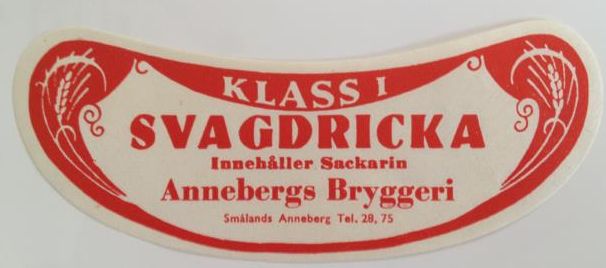 KLASS I
SVAGDRICKA
Innehåller Sackarin
Annebergs Bryggeri
Smålands Anneberg Tel. 28, 75